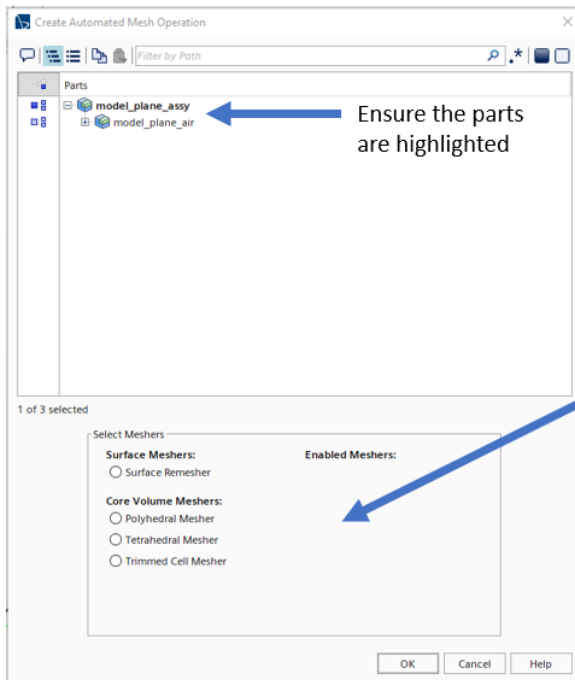 Create Automated Mesh Operation
Filter by Path
.*
Parts
model_plane_assy
model_plane_air
Ensure the parts
are highlighted
1 of 3 selected
Select Meshers
Surface Meshers: Enabled Meshers:
Surface Remesher
Core Volume Meshers:
Polyhedral Mesher
Tetrahedral Mesher
Trimmed Cell Mesher
OK Cancel Help